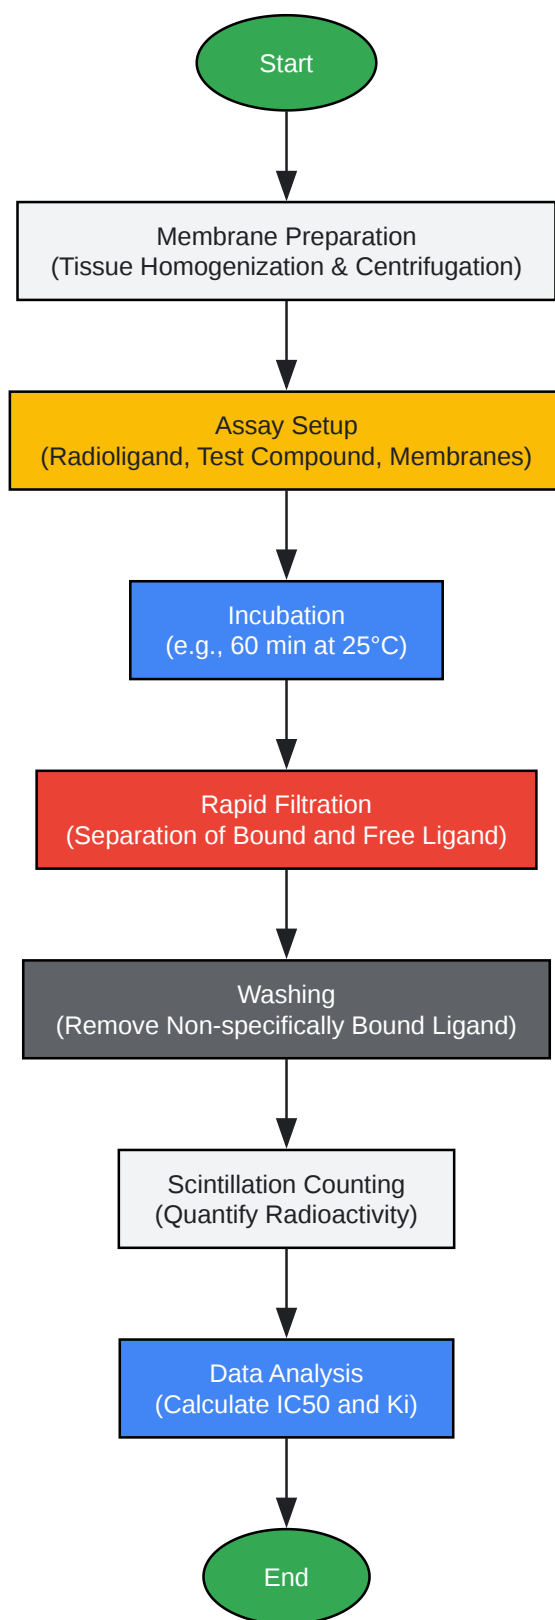 Start
Membrane Preparation
(Tissue Homogenization & Centrifugation)
Assay Setup
(Radioligand, Test Compound, Membranes)
Incubation
(e.g., 60 min at 25°C)
Rapid Filtration
(Separation of Bound and Free Ligand)
Washing
(Remove Non-specifically Bound Ligand)
Scintillation Counting
(Quantify Radioactivity)
Data Analysis
(Calculate IC50 and Ki)
End